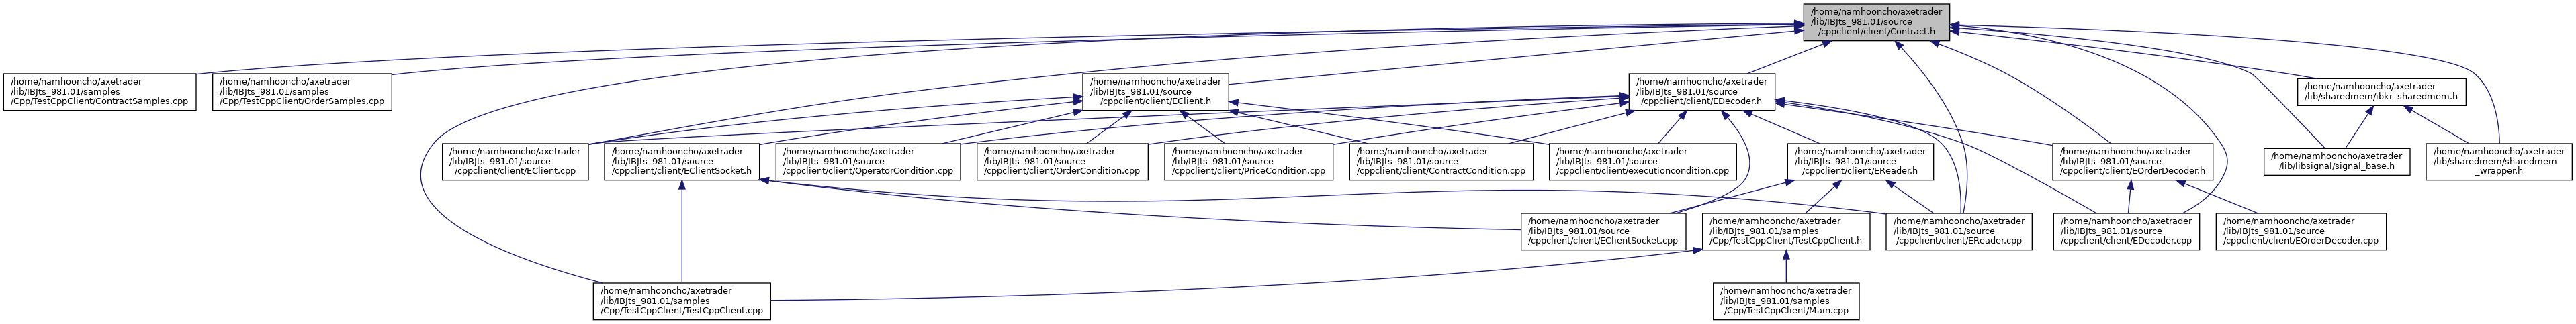 /home/namhooncho/axetrader
/lib/IBJts_981.01/source
/cppclient/client/Contract.h
/home/namhooncho/axetrader
/lib/IBJts_981.01/samples
/Cpp/TestCppClient/ContractSamples.cpp
/home/namhooncho/axetrader
/lib/IBJts_981.01/samples
/Cpp/TestCppClient/OrderSamples.cpp
/home/namhooncho/axetrader
/lib/IBJts_981.01/source
/cppclient/client/EClient.h
/home/namhooncho/axetrader
/lib/IBJts_981.01/source
/cppclient/client/EDecoder.h
/home/namhooncho/axetrader
/lib/sharedmem/ibkr_sharedmem.h
/home/namhooncho/axetrader
/lib/IBJts_981.01/source
/cppclient/client/EClient.cpp
/home/namhooncho/axetrader
/lib/IBJts_981.01/source
/cppclient/client/EClientSocket.h
/home/namhooncho/axetrader
/lib/IBJts_981.01/source
/cppclient/client/OperatorCondition.cpp
/home/namhooncho/axetrader
/lib/IBJts_981.01/source
/cppclient/client/OrderCondition.cpp
/home/namhooncho/axetrader
/lib/IBJts_981.01/source
/cppclient/client/PriceCondition.cpp
/home/namhooncho/axetrader
/lib/IBJts_981.01/source
/cppclient/client/ContractCondition.cpp
/home/namhooncho/axetrader
/lib/IBJts_981.01/source
/cppclient/client/executioncondition.cpp
/home/namhooncho/axetrader
/lib/IBJts_981.01/source
/cppclient/client/EReader.h
/home/namhooncho/axetrader
/lib/IBJts_981.01/source
/cppclient/client/EOrderDecoder.h
/home/namhooncho/axetrader
/lib/libsignal/signal_base.h
/home/namhooncho/axetrader
/lib/sharedmem/sharedmem
_wrapper.h
/home/namhooncho/axetrader
/lib/IBJts_981.01/source
/cppclient/client/EClientSocket.cpp
/home/namhooncho/axetrader
/lib/IBJts_981.01/samples
/Cpp/TestCppClient/TestCppClient.h
/home/namhooncho/axetrader
/lib/IBJts_981.01/source
/cppclient/client/EReader.cpp
/home/namhooncho/axetrader
/lib/IBJts_981.01/source
/cppclient/client/EDecoder.cpp
/home/namhooncho/axetrader
/lib/IBJts_981.01/source
/cppclient/client/EOrderDecoder.cpp
/home/namhooncho/axetrader
/lib/IBJts_981.01/samples
/Cpp/TestCppClient/TestCppClient.cpp
/home/namhooncho/axetrader
/lib/IBJts_981.01/samples
/Cpp/TestCppClient/Main.cpp